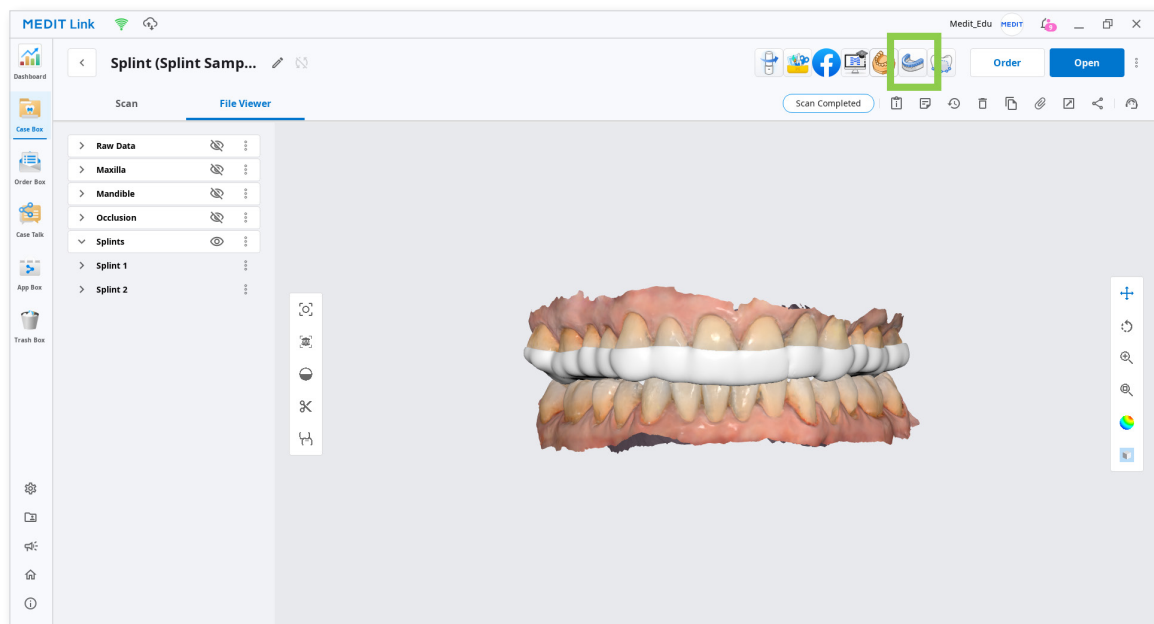 MEDIT Link
Medit_Edu MEDIT
Dashboard
Case Box
Order Box
Case Talk
App Box
Trash Box
Splint (Splint Samp...
Order
Open
Scan
File Viewer
Scan Completed
Raw Data
Maxilla
Mandible
Occlusion
Splints
Splint 1
Splint 2